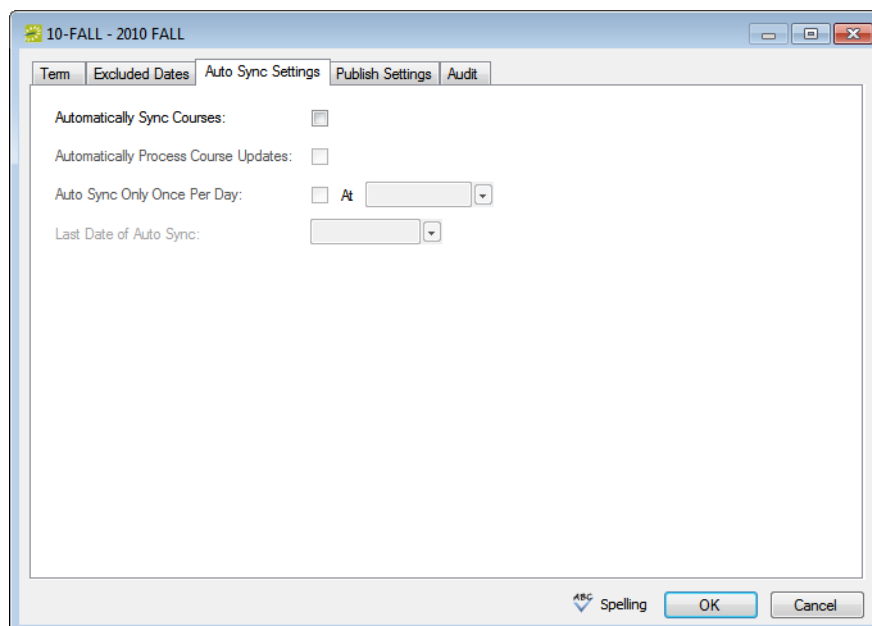 10-FALL - 2010 FALL
Term Excluded Dates Auto Sync Settings Publish Settings Audit
Automatically Sync Courses:
Automatically Process Course Updates:
Auto Sync Only Once Per Day: At
Last Date of Auto Sync:
ABC Spelling OK Cancel